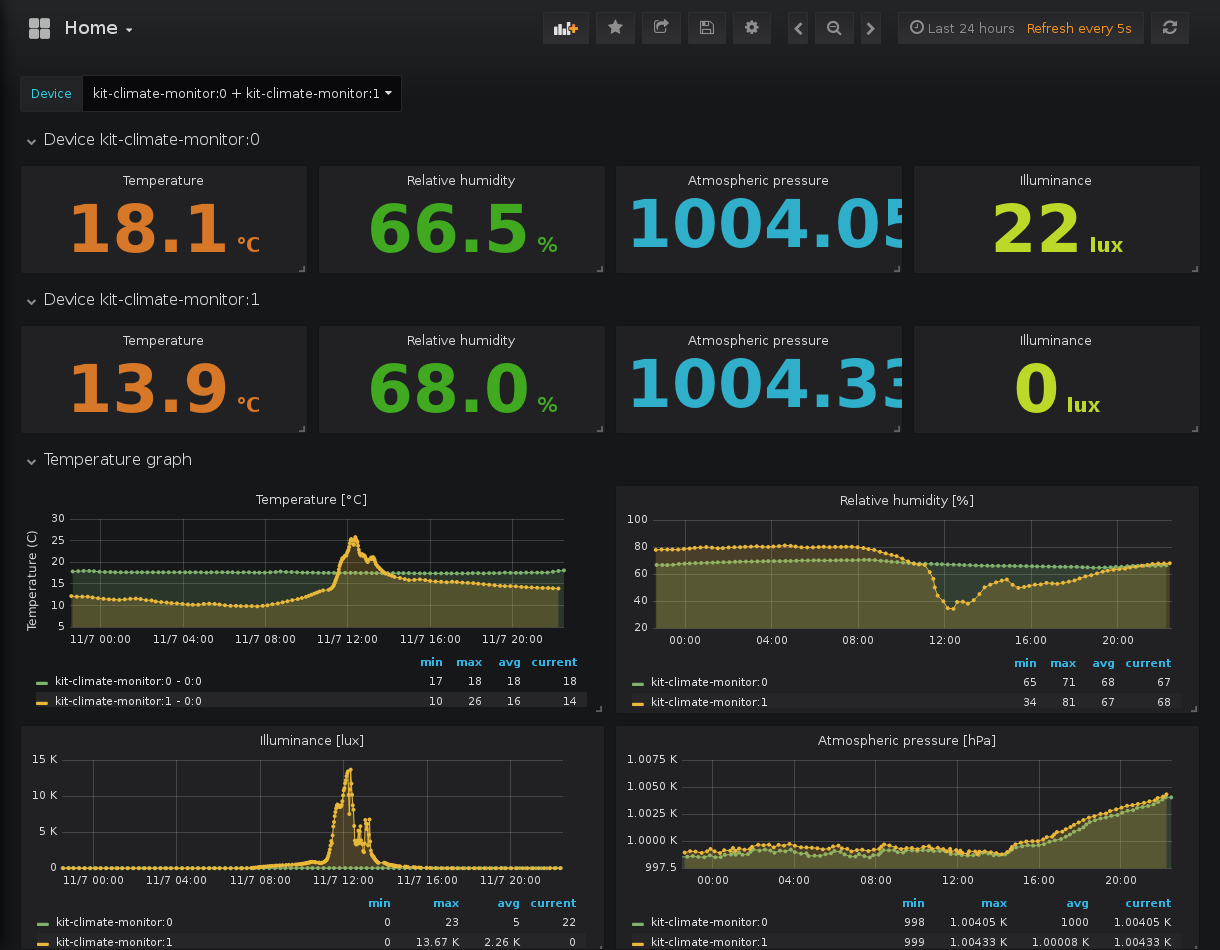 Home
Last 24 hours Refresh every 5s
Device kit-climate-monitor:0 + kit-climate-monitor:1
Device kit-climate-monitor:0
Temperature Relative humidity Atmospheric pressure Illuminance
18.1 °C 66.5 % 1004.05 22 lux
Device kit-climate-monitor:1
Temperature Relative humidity Atmospheric pressure Illuminance
13.9 °C 68.0 % 1004.33 0 lux
Temperature graph
Temperature [°C]
Temperature (C)
30
25
20
15
10
5
11/7 00:00 11/7 04:00 11/7 08:00 11/7 12:00 11/7 16:00 11/7 20:00
min max avg current
kit-climate-monitor:0 - 0:0 17 18 18 18
kit-climate-monitor:1 - 0:0 10 26 16 14
Relative humidity [%]
100
80
60
40
20
00:00 04:00 08:00 12:00 16:00 20:00
min max avg current
kit-climate-monitor:0 65 71 68 67
kit-climate-monitor:1 34 81 67 68
Illuminance [lux]
15 K
10 K
5 K
0
11/7 00:00 11/7 04:00 11/7 08:00 11/7 12:00 11/7 16:00 11/7 20:00
min max avg current
kit-climate-monitor:0 0 23 5 22
kit-climate-monitor:1 0 13.67 K 2.26 K 0
Atmospheric pressure [hPa]
1.0075 K
1.0050 K
1.0025 K
1.0000 K
997.5
00:00 04:00 08:00 12:00 16:00 20:00
min max avg current
kit-climate-monitor:0 998 1.00405 K 1000 1.00405 K
kit-climate-monitor:1 999 1.00433 K 1.00008 K 1.00433 K